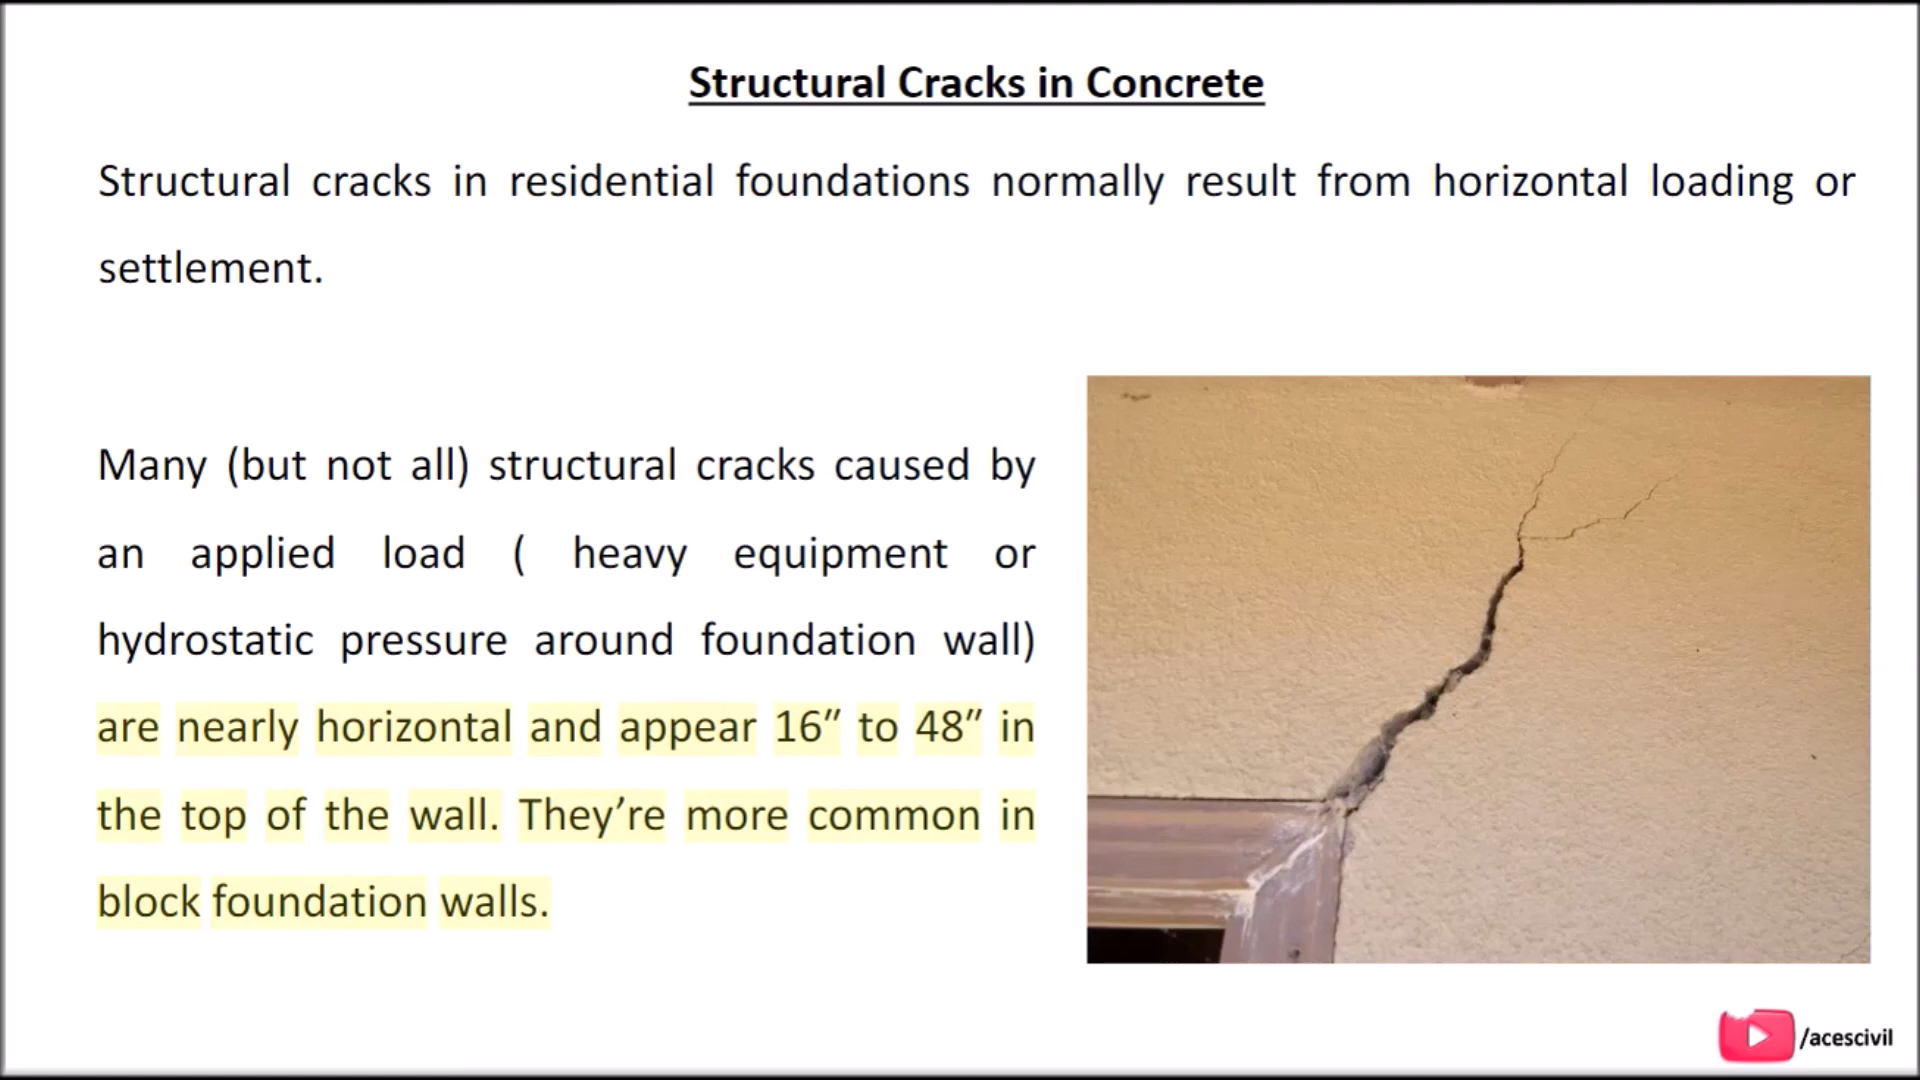 Structural Cracks in Concrete
Structural cracks in residential foundations normally result from horizontal loading or
settlement.
Many (but not all) structural cracks caused by
an applied load ( heavy equipment or
hydrostatic pressure around foundation wall)
are nearly horizontal and appear 16” to 48” in
the top of the wall. They’re more common in
block foundation walls.
/acescivil